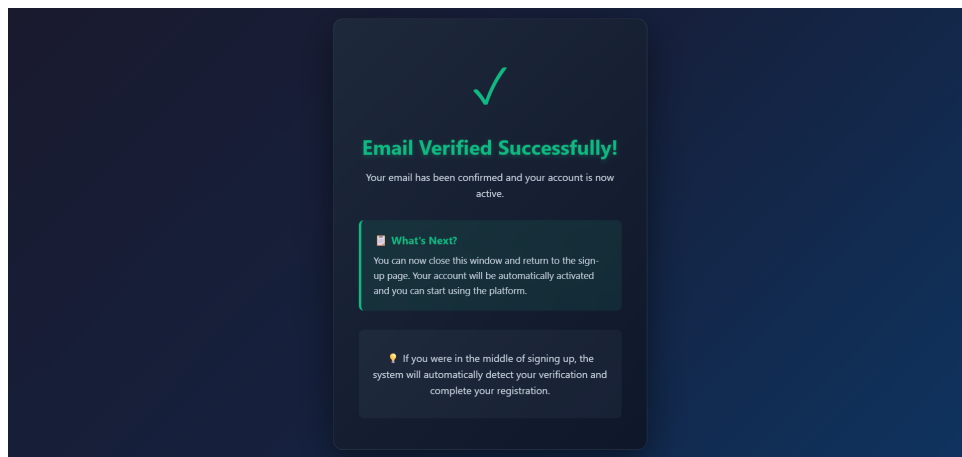 Email Verified Successfully!
Your email has been confirmed and your account is now
active.
What's Next?
You can now close this window and return to the sign-
up page. Your account will be automatically activated
and you can start using the platform.
If you were in the middle of signing up, the
system will automatically detect your verification and
complete your registration.